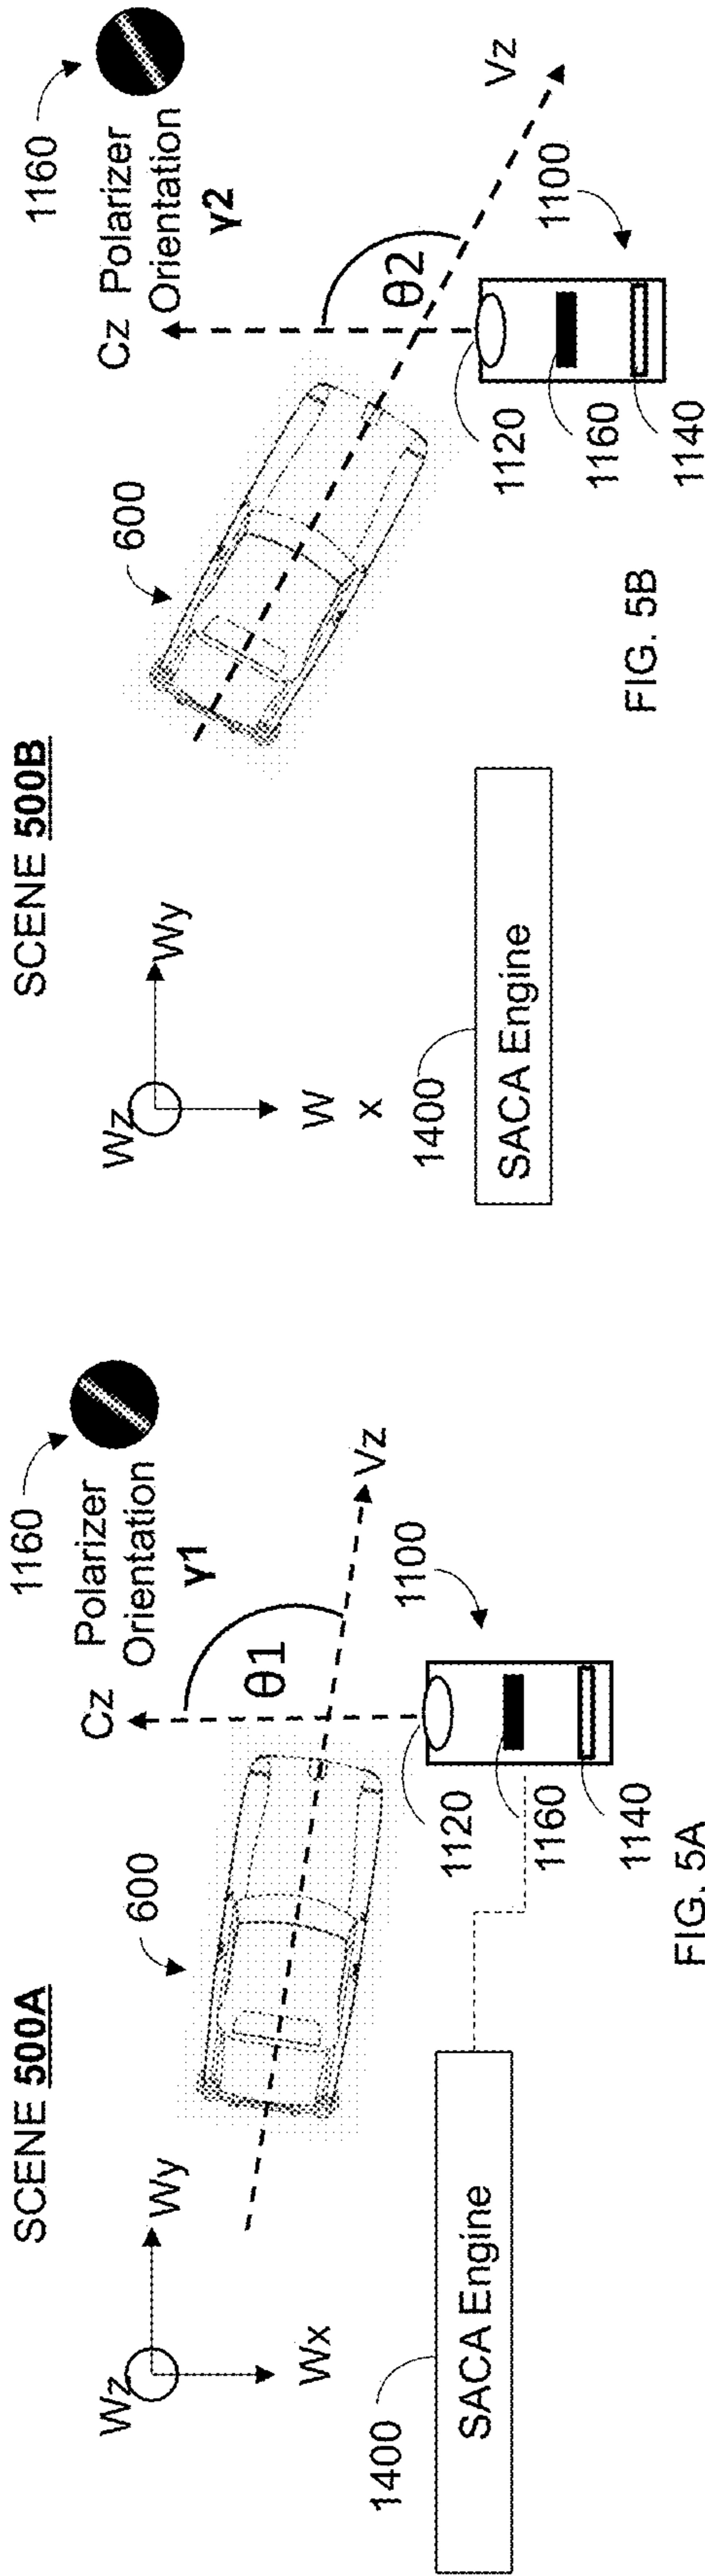 SCENE 500A
Wz
Wy
Wx
1400
SACA Engine
600
Cz
1160
Polarizer
Orientation
γ1
θ1
Vz
1100
1120
1160
1140
FIG. 5A
SCENE 500B
Wz
Wy
W
x
1400
SACA Engine
600
Cz
1160
Polarizer
Orientation
γ2
θ2
Vz
1100
1120
1160
1140
FIG. 5B